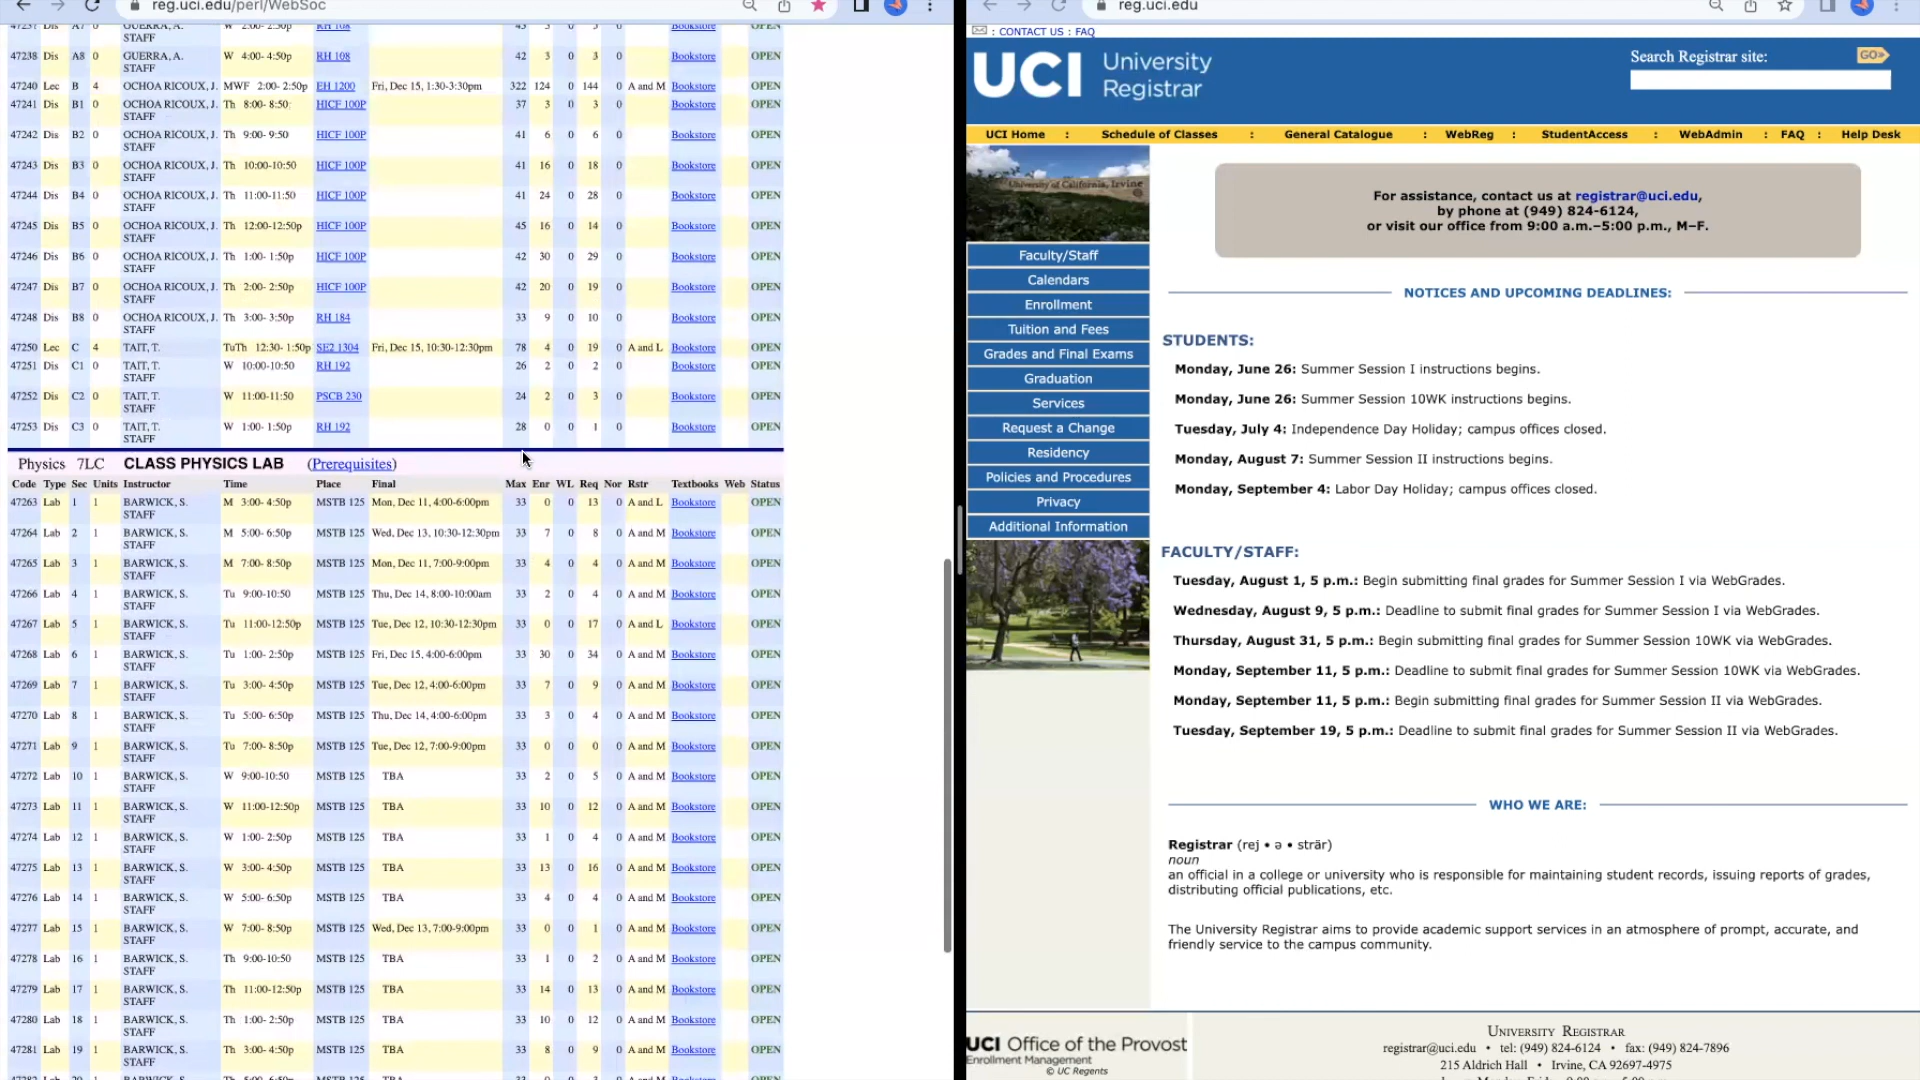 reg.uci.edu/perl/WebSoc
47237 Dis A7 0 GUERRA, A. W 2:00- 2:50p RH 108 45 3 0 3 0 Bookstore OPEN
STAFF
47238 Dis A8 0 GUERRA, A. W 4:00- 4:50p RH 108 42 3 0 3 0 Bookstore OPEN
STAFF
47240 Lec B 4 OCHOA RICOUX, J. MWF 2:00- 2:50p EH 1200 Fri, Dec 15, 1:30-3:30pm 322 124 0 144 0 A and M Bookstore OPEN
47241 Dis B1 0 OCHOA RICOUX, J. Th 8:00- 8:50 HICF 100P 37 3 0 3 0 Bookstore OPEN
STAFF
47242 Dis B2 0 OCHOA RICOUX, J. Th 9:00- 9:50 HICF 100P 41 6 0 6 0 Bookstore OPEN
STAFF
47243 Dis B3 0 OCHOA RICOUX, J. Th 10:00-10:50 HICF 100P 41 16 0 18 0 Bookstore OPEN
STAFF
47244 Dis B4 0 OCHOA RICOUX, J. Th 11:00-11:50 HICF 100P 41 24 0 28 0 Bookstore OPEN
STAFF
47245 Dis B5 0 OCHOA RICOUX, J. Th 12:00-12:50p HICF 100P 45 16 0 14 0 Bookstore OPEN
STAFF
47246 Dis B6 0 OCHOA RICOUX, J. Th 1:00- 1:50p HICF 100P 42 30 0 29 0 Bookstore OPEN
STAFF
47247 Dis B7 0 OCHOA RICOUX, J. Th 2:00- 2:50p HICF 100P 42 20 0 19 0 Bookstore OPEN
STAFF
47248 Dis B8 0 OCHOA RICOUX, J. Th 3:00- 3:50p RH 184 33 9 0 10 0 Bookstore OPEN
STAFF
47250 Lec C 4 TAIT, T. TuTh 12:30- 1:50p SE2 1304 Fri, Dec 15, 10:30-12:30pm 78 4 0 19 0 A and L Bookstore OPEN
47251 Dis C1 0 TAIT, T. W 10:00-10:50 RH 192 26 2 0 2 0 Bookstore OPEN
STAFF
47252 Dis C2 0 TAIT, T. W 11:00-11:50 PSCB 230 24 2 0 3 0 Bookstore OPEN
STAFF
47253 Dis C3 0 TAIT, T. W 1:00- 1:50p RH 192 28 0 0 1 0 Bookstore OPEN
STAFF
Physics 7LC CLASS PHYSICS LAB (Prerequisites)
Code Type Sec Units Instructor Time Place Final Max Enr WL Req Nor Rstr Textbooks Web Status
47263 Lab 1 1 BARWICK, S. M 3:00- 4:50p MSTB 125 Mon, Dec 11, 4:00-6:00pm 33 0 0 13 0 A and L Bookstore OPEN
STAFF
47264 Lab 2 1 BARWICK, S. M 5:00- 6:50p MSTB 125 Wed, Dec 13, 10:30-12:30pm 33 7 0 8 0 A and M Bookstore OPEN
STAFF
47265 Lab 3 1 BARWICK, S. M 7:00- 8:50p MSTB 125 Mon, Dec 11, 7:00-9:00pm 33 4 0 4 0 A and M Bookstore OPEN
STAFF
47266 Lab 4 1 BARWICK, S. Tu 9:00-10:50 MSTB 125 Thu, Dec 14, 8:00-10:00am 33 2 0 4 0 A and M Bookstore OPEN
STAFF
47267 Lab 5 1 BARWICK, S. Tu 11:00-12:50p MSTB 125 Tue, Dec 12, 10:30-12:30pm 33 0 0 17 0 A and L Bookstore OPEN
STAFF
47268 Lab 6 1 BARWICK, S. Tu 1:00- 2:50p MSTB 125 Fri, Dec 15, 4:00-6:00pm 33 30 0 34 0 A and M Bookstore OPEN
STAFF
47269 Lab 7 1 BARWICK, S. Tu 3:00- 4:50p MSTB 125 Tue, Dec 12, 4:00-6:00pm 33 7 0 9 0 A and M Bookstore OPEN
STAFF
47270 Lab 8 1 BARWICK, S. Tu 5:00- 6:50p MSTB 125 Thu, Dec 14, 4:00-6:00pm 33 3 0 4 0 A and M Bookstore OPEN
STAFF
47271 Lab 9 1 BARWICK, S. Tu 7:00- 8:50p MSTB 125 Tue, Dec 12, 7:00-9:00pm 33 0 0 0 0 A and M Bookstore OPEN
STAFF
47272 Lab 10 1 BARWICK, S. W 9:00-10:50 MSTB 125 TBA 33 2 0 5 0 A and M Bookstore OPEN
STAFF
47273 Lab 11 1 BARWICK, S. W 11:00-12:50p MSTB 125 TBA 33 10 0 12 0 A and M Bookstore OPEN
STAFF
47274 Lab 12 1 BARWICK, S. W 1:00- 2:50p MSTB 125 TBA 33 1 0 4 0 A and M Bookstore OPEN
STAFF
47275 Lab 13 1 BARWICK, S. W 3:00- 4:50p MSTB 125 TBA 33 13 0 16 0 A and M Bookstore OPEN
STAFF
47276 Lab 14 1 BARWICK, S. W 5:00- 6:50p MSTB 125 TBA 33 4 0 4 0 A and M Bookstore OPEN
STAFF
47277 Lab 15 1 BARWICK, S. W 7:00- 8:50p MSTB 125 Wed, Dec 13, 7:00-9:00pm 33 0 0 1 0 A and M Bookstore OPEN
STAFF
47278 Lab 16 1 BARWICK, S. Th 9:00-10:50 MSTB 125 TBA 33 1 0 2 0 A and M Bookstore OPEN
STAFF
47279 Lab 17 1 BARWICK, S. Th 11:00-12:50p MSTB 125 TBA 33 14 0 13 0 A and M Bookstore OPEN
STAFF
47280 Lab 18 1 BARWICK, S. Th 1:00- 2:50p MSTB 125 TBA 33 10 0 12 0 A and M Bookstore OPEN
STAFF
47281 Lab 19 1 BARWICK, S. Th 3:00- 4:50p MSTB 125 TBA 33 8 0 9 0 A and M Bookstore OPEN
STAFF
reg.uci.edu
: CONTACT US : FAQ
UCI University
Registrar
Search Registrar site: GO
UCI Home : Schedule of Classes : General Catalogue : WebReg : StudentAccess : WebAdmin : FAQ : Help Desk
University of California, Irvine
Faculty/Staff
Calendars
Enrollment
Tuition and Fees
Grades and Final Exams
Graduation
Services
Request a Change
Residency
Policies and Procedures
Privacy
Additional Information
For assistance, contact us at registrar@uci.edu,
by phone at (949) 824-6124,
or visit our office from 9:00 a.m.–5:00 p.m., M–F.
NOTICES AND UPCOMING DEADLINES:
STUDENTS:
Monday, June 26: Summer Session I instructions begins.
Monday, June 26: Summer Session 10WK instructions begins.
Tuesday, July 4: Independence Day Holiday; campus offices closed.
Monday, August 7: Summer Session II instructions begins.
Monday, September 4: Labor Day Holiday; campus offices closed.
FACULTY/STAFF:
Tuesday, August 1, 5 p.m.: Begin submitting final grades for Summer Session I via WebGrades.
Wednesday, August 9, 5 p.m.: Deadline to submit final grades for Summer Session I via WebGrades.
Thursday, August 31, 5 p.m.: Begin submitting final grades for Summer Session 10WK via WebGrades.
Monday, September 11, 5 p.m.: Deadline to submit final grades for Summer Session 10WK via WebGrades.
Monday, September 11, 5 p.m.: Begin submitting final grades for Summer Session II via WebGrades.
Tuesday, September 19, 5 p.m.: Deadline to submit final grades for Summer Session II via WebGrades.
WHO WE ARE:
Registrar (rej • ə • strär)
noun
an official in a college or university who is responsible for maintaining student records, issuing reports of grades,
distributing official publications, etc.
The University Registrar aims to provide academic support services in an atmosphere of prompt, accurate, and
friendly service to the campus community.
UCI Office of the Provost
Enrollment Management
© UC Regents
UNIVERSITY REGISTRAR
registrar@uci.edu • tel: (949) 824-6124 • fax: (949) 824-7896
215 Aldrich Hall • Irvine, CA 92697-4975